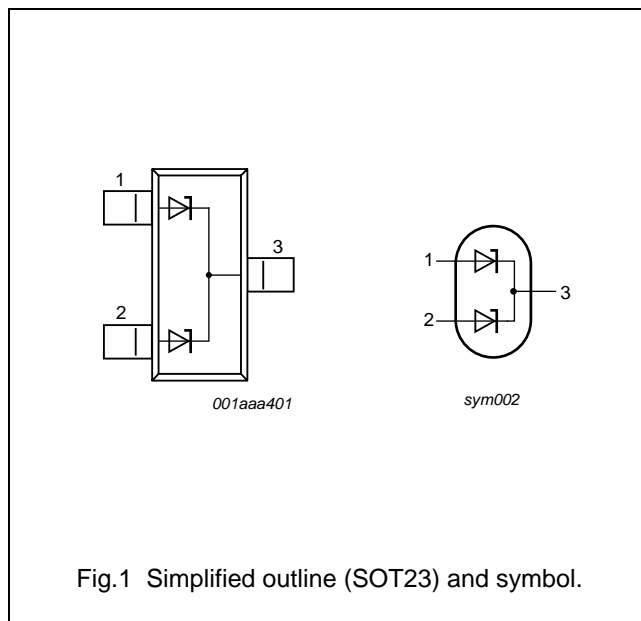 1
3
2
001aaa401
1
3
2
sym002
Fig.1 Simplified outline (SOT23) and symbol.